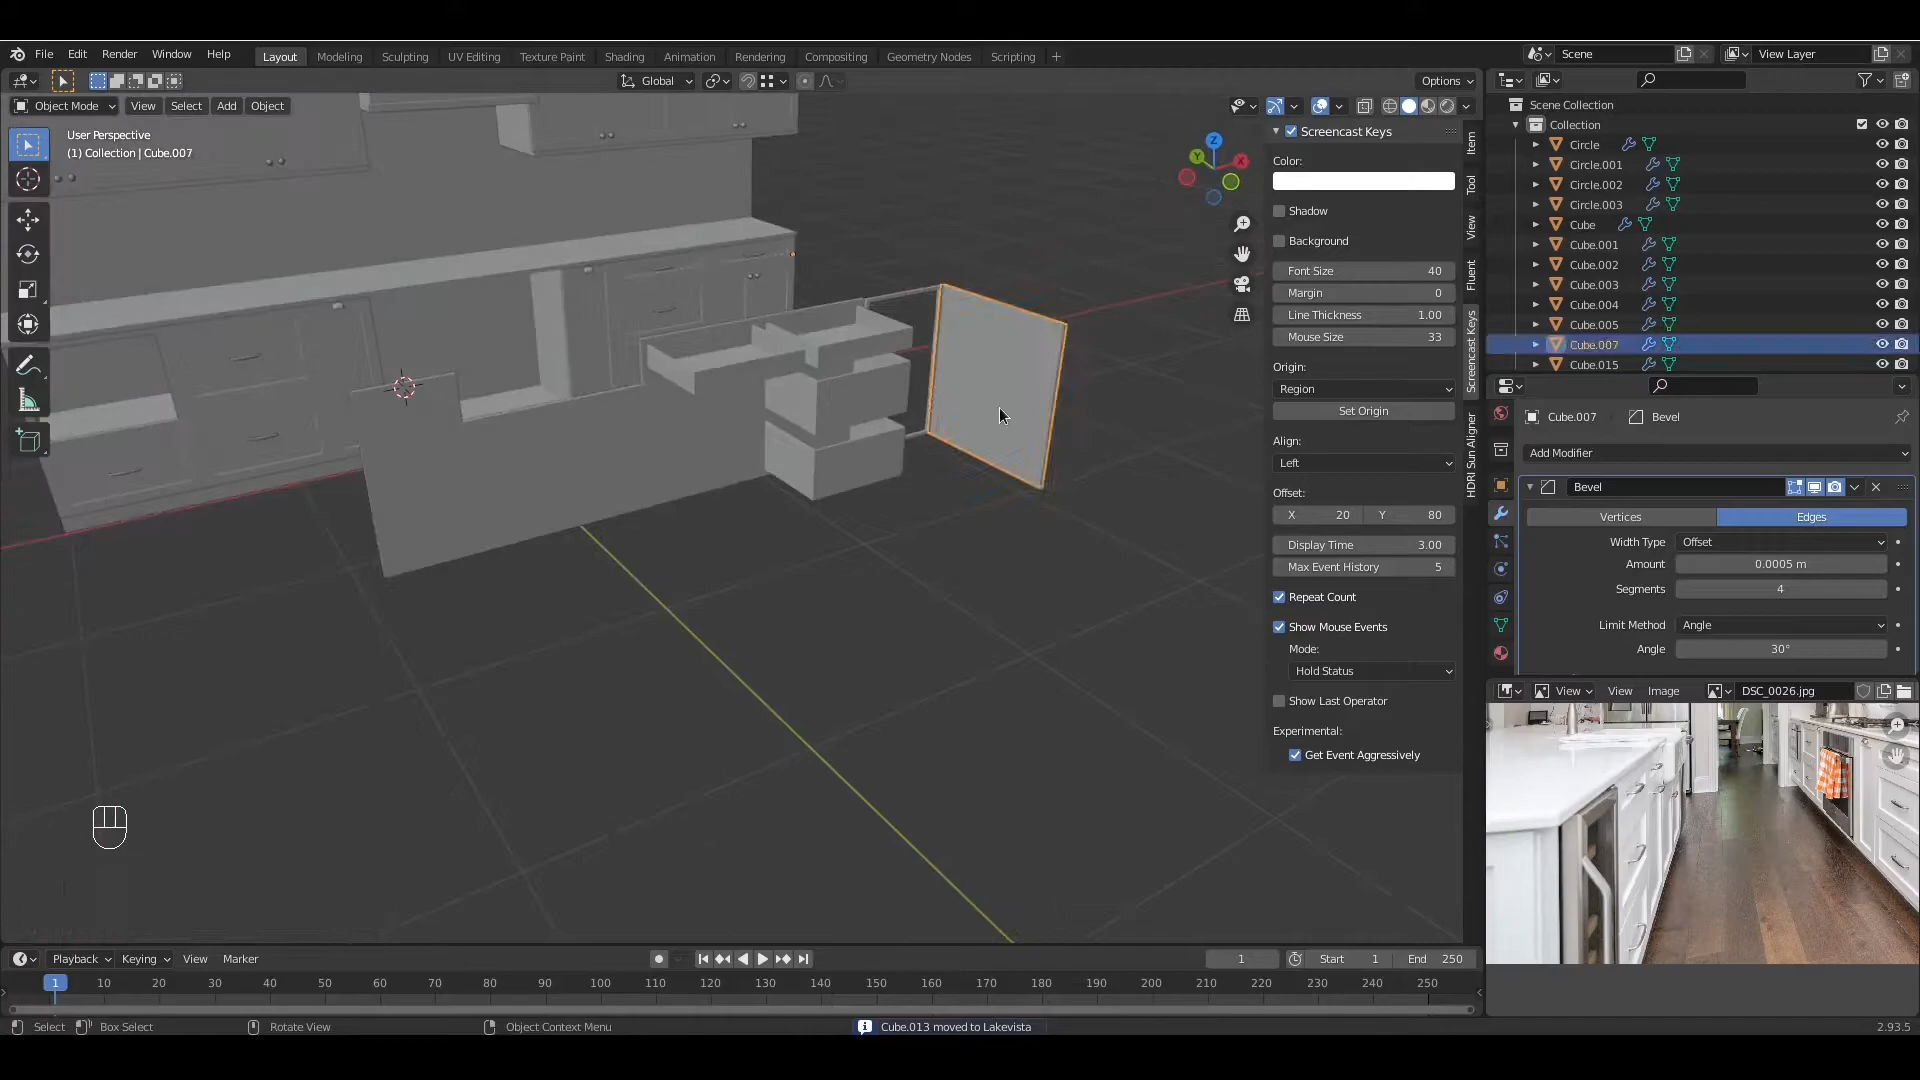 File Edit Render Window Help
Layout Modeling Sculpting UV Editing Texture Paint Shading Animation Rendering Compositing Geometry Nodes Scripting +
Scene
View Layer
Global
Options
Object Mode View Select Add Object
User Perspective
(1) Collection | Cube.007
Z
Y
X
Screencast Keys
Color:
Shadow
Background
Font Size 40
Margin 0
Line Thickness 1.00
Mouse Size 33
Origin:
Region
Set Origin
Align:
Left
Offset:
X 20 Y 80
Display Time 3.00
Max Event History 5
Repeat Count
Show Mouse Events
Mode:
Hold Status
Show Last Operator
Experimental:
Get Event Aggressively
Item
Tool
View
Fluent
Screencast Keys
HDRI Sun Aligner
Scene Collection
Collection
Circle
Circle.001
Circle.002
Circle.003
Cube
Cube.001
Cube.002
Cube.003
Cube.004
Cube.005
Cube.007
Cube.015
Cube.007 Bevel
Add Modifier
Bevel
Vertices Edges
Width Type Offset
Amount 0.0005 m
Segments 4
Limit Method Angle
Angle 30°
View View Image DSC_0026.jpg
Playback Keying View Marker
1 Start 1 End 250
1 10 20 30 40 50 60 70 80 90 100 110 120 130 140 150 160 170 180 190 200 210 220 230 240 250
Select Box Select Rotate View Object Context Menu Cube.013 moved to Lakevista 2.93.5